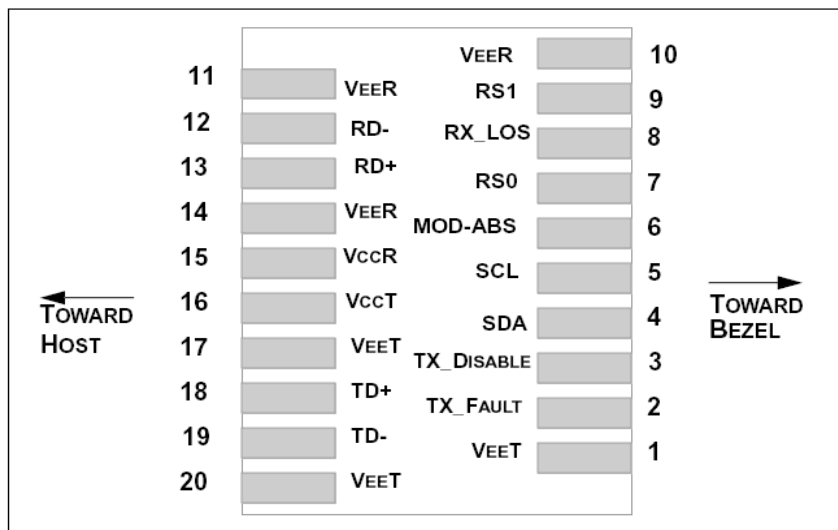 11 VEER
12 RD-
13 RD+
14 VEER
15 VCCR
16 VCCT
17 VEET
18 TD+
19 TD-
20 VEET
TOWARD
HOST
VEER 10
RS1 9
RX_LOS 8
RS0 7
MOD-ABS 6
SCL 5
SDA 4
TX_DISABLE 3
TX_FAULT 2
VEET 1
TOWARD
BEZEL